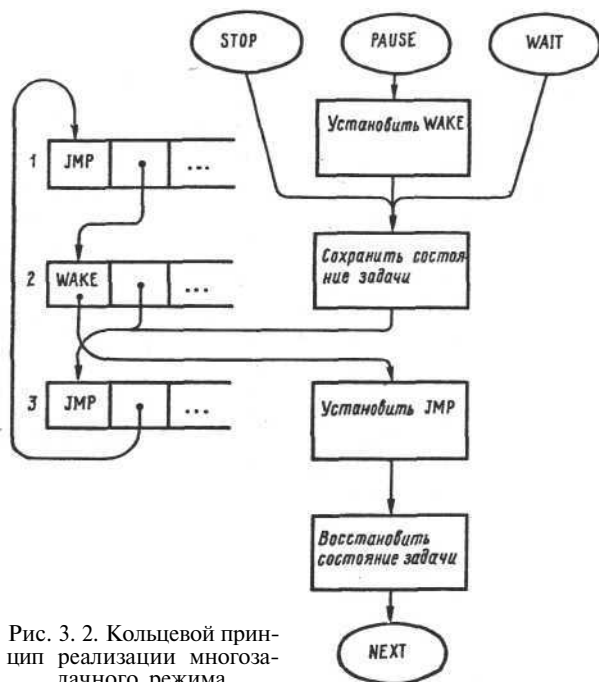 STOP
PAUSE
WAIT
Установить WAKE
1 JMP ...
Сохранить состоя-
ние задачи
2 WAKE ...
3 JMP ...
Установить JMP
Восстановить
состояние задачи
NEXT
Рис. 3. 2. Кольцевой прин-
цип реализации многоза-
дачного режима